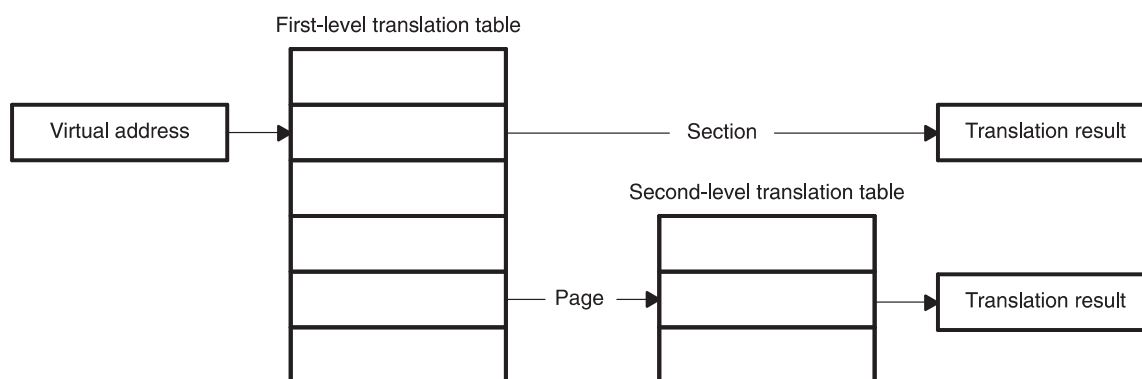 First-level translation table
Virtual address
Section
Translation result
Second-level translation table
Page
Translation result